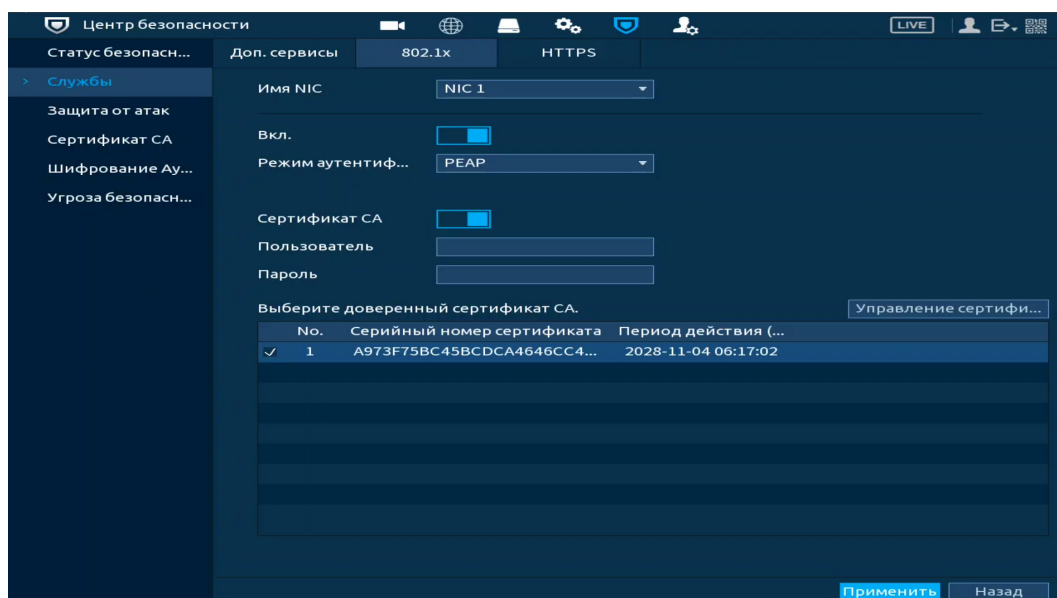 Центр безопасности
LIVE
Статус безопасн...
Доп. сервисы
802.1x
HTTPS
Службы
Защита от атак
Сертификат CA
Шифрование Ау...
Угроза безопасн...
Имя NIC
NIC 1
Вкл.
Режим аутентиф...
PEAP
Сертификат CA
Пользователь
Пароль
Выберите доверенный сертификат CA.
Управление сертифи...
No. Серийный номер сертификата Период действия (...
1 A973F75BC45BCDCA4646CC4... 2028-11-04 06:17:02
Применить
Назад